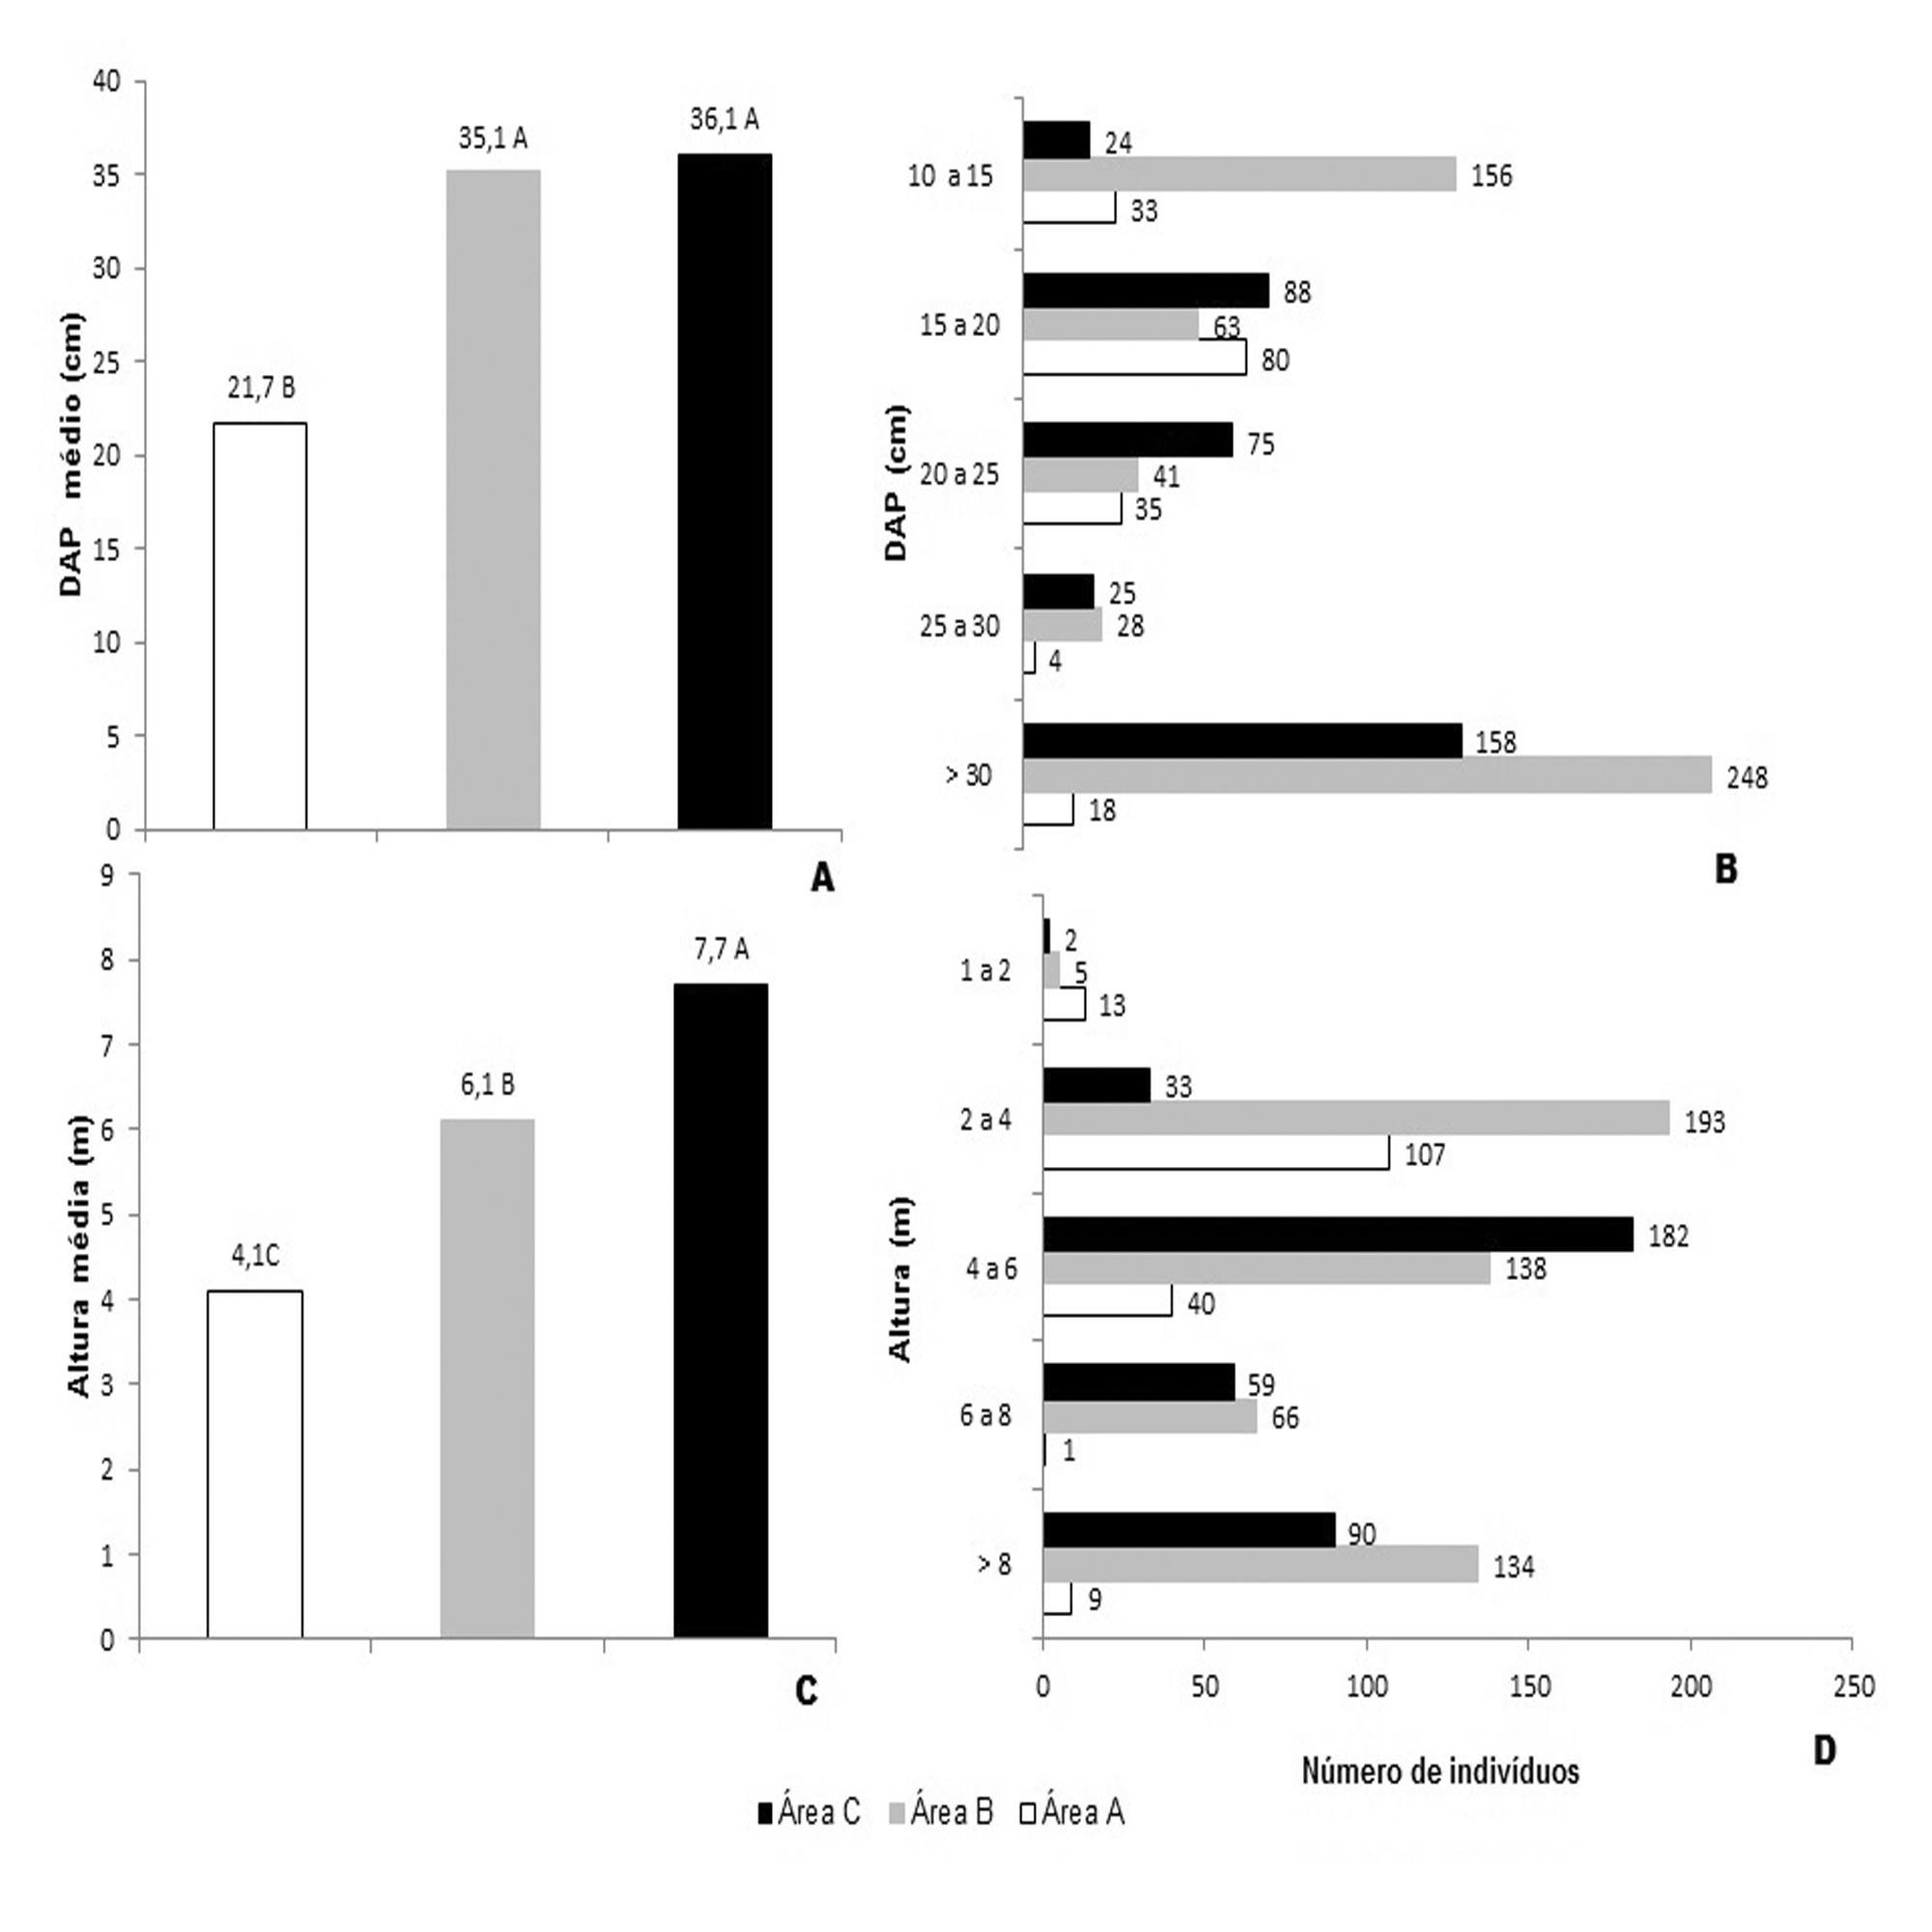 40
35
30
25
20
15
10
5
0
DAP médio (cm)
21,7 B
35,1 A
36,1 A
A
DAP (cm)
10 a 15
24
156
33
15 a 20
88
63
80
20 a 25
75
41
35
25 a 30
25
28
4
> 30
158
248
18
B
9
8
7
6
5
4
3
2
1
0
Altura média (m)
4,1C
6,1 B
7,7 A
C
Altura (m)
1 a 2
2
5
13
2 a 4
33
193
107
4 a 6
182
138
40
6 a 8
59
66
1
> 8
90
134
9
0 50 100 150 200 250
D
Número de indivíduos
Área C Área B Área A